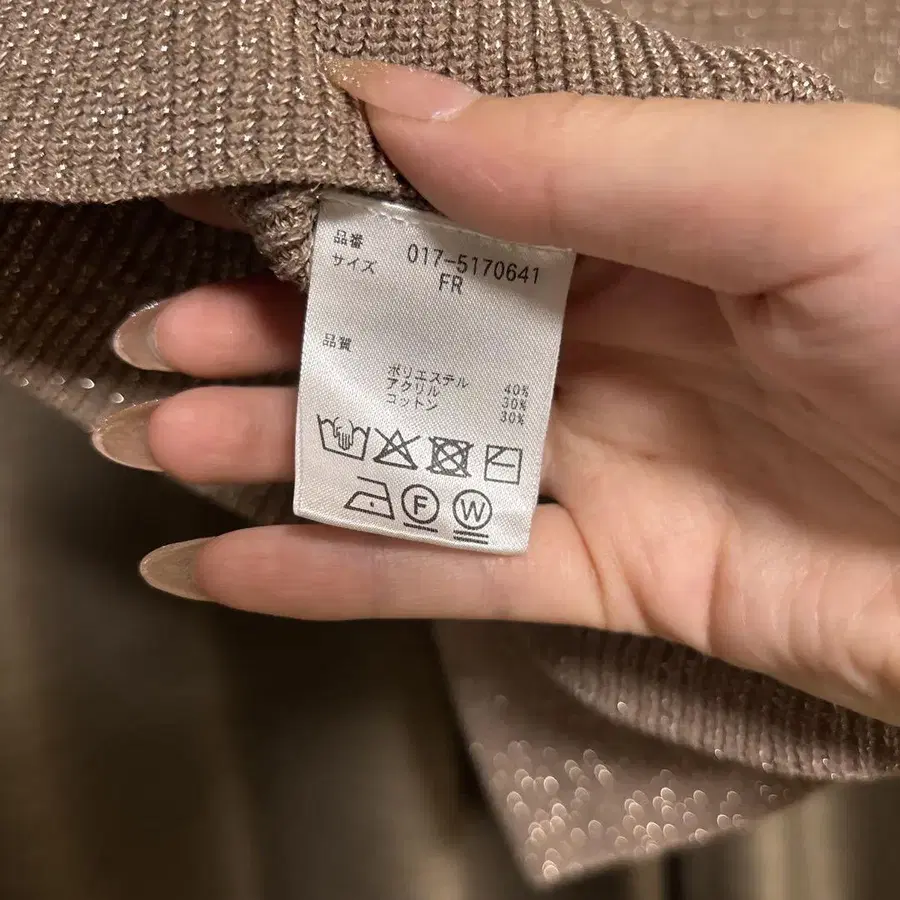 品番 017-5170641
サイズ FR
品質
ポリエステル 40%
アクリル 30%
コットン 30%
F W